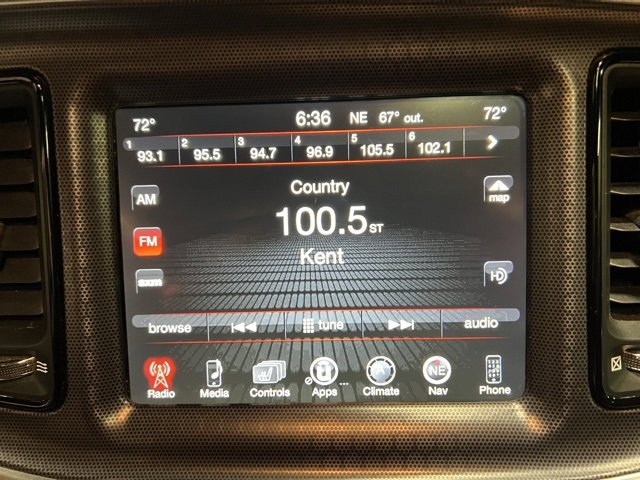 72° 6:36 NE 67° out. 72°
1 93.1 2 95.5 3 94.7 4 96.9 5 105.5 6 102.1
Country
AM map
100.5 ST
FM
Kent
HD
browse tune audio
A NE
Radio Media Controls Apps Climate Nav Phone